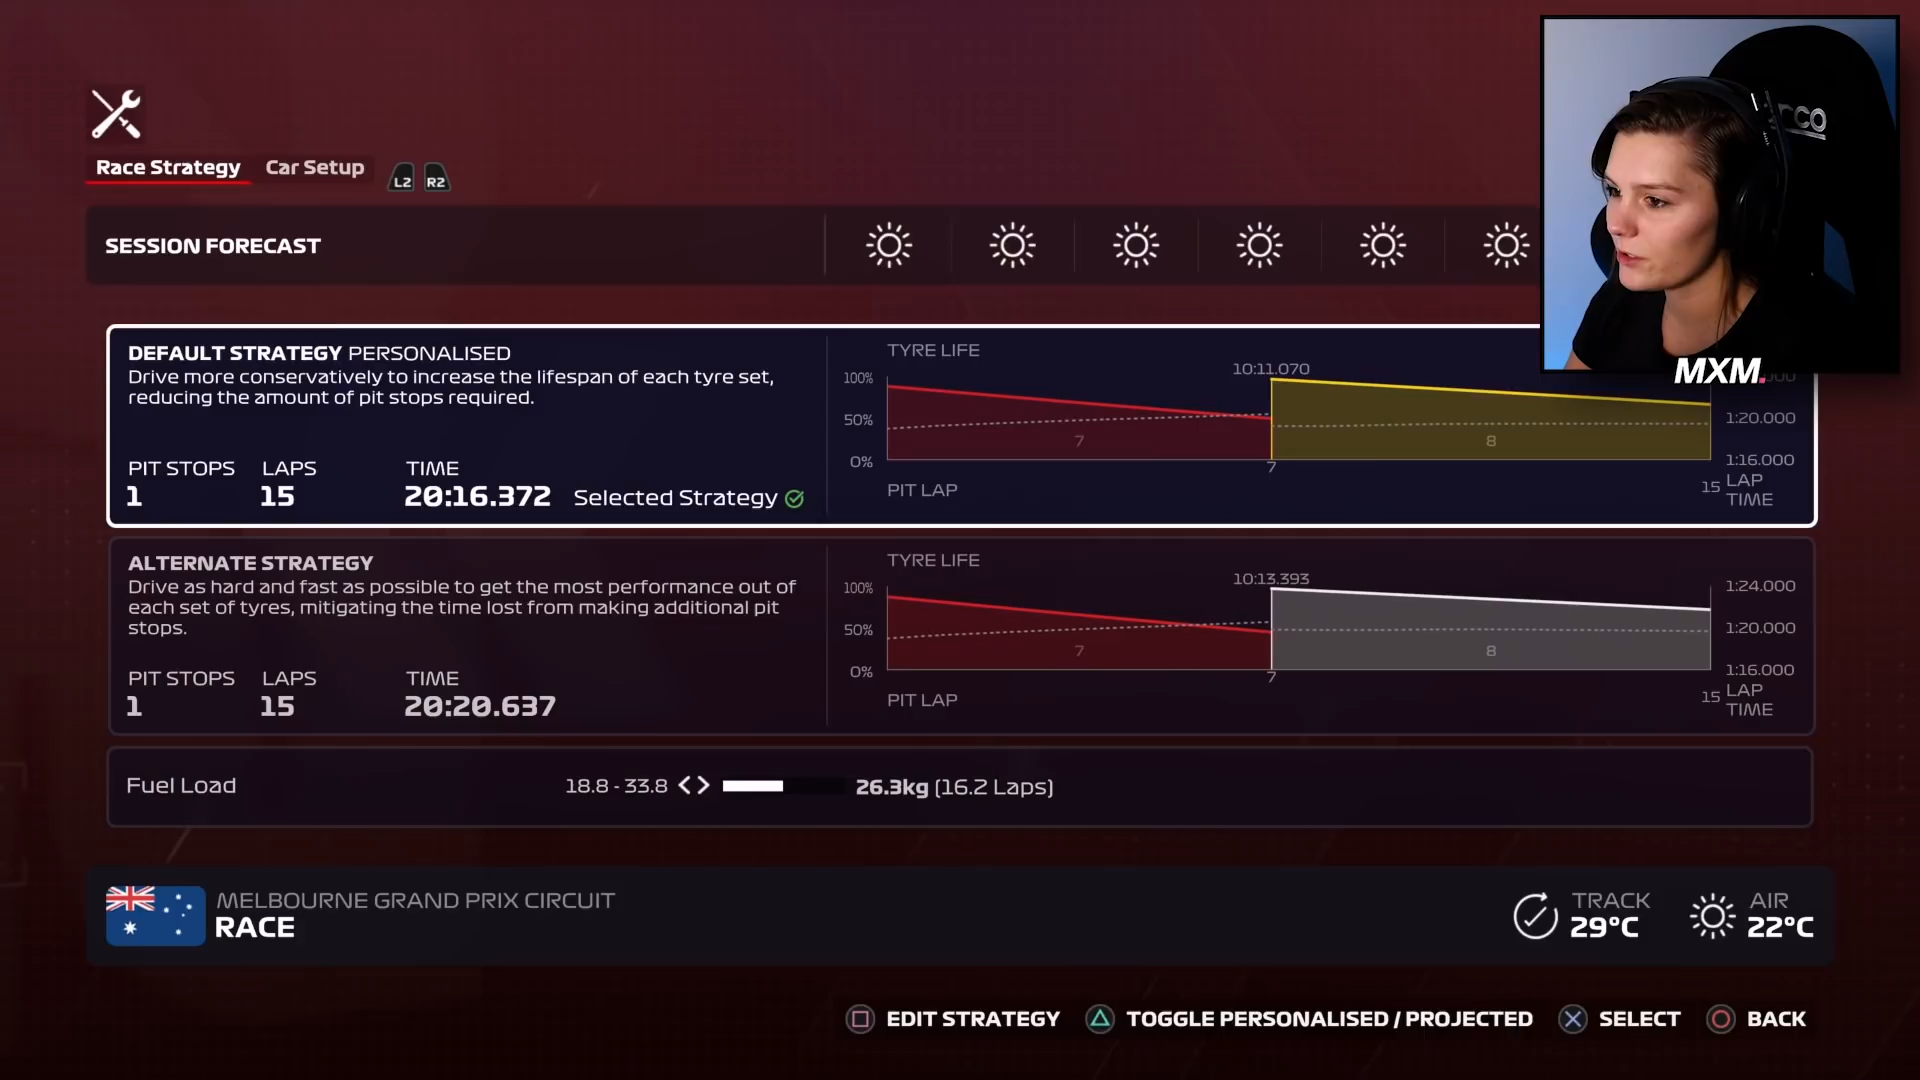 rco
MXM.
Race Strategy Car Setup L2 R2
SESSION FORECAST
DEFAULT STRATEGY PERSONALISED
Drive more conservatively to increase the lifespan of each tyre set,
reducing the amount of pit stops required.
PIT STOPS LAPS TIME
1 15 20:16.372 Selected Strategy
TYRE LIFE
10:11.070
100%
50% 1:20.000
7 8
0% 1:16.000
7
PIT LAP 15 LAP
TIME
ALTERNATE STRATEGY
Drive as hard and fast as possible to get the most performance out of
each set of tyres, mitigating the time lost from making additional pit
stops.
PIT STOPS LAPS TIME
1 15 20:20.637
TYRE LIFE
10:13.393
100% 1:24.000
50% 1:20.000
7 8
0% 1:16.000
7
PIT LAP 15 LAP
TIME
Fuel Load 18.8 - 33.8 26.3kg (16.2 Laps)
MELBOURNE GRAND PRIX CIRCUIT
RACE
TRACK
29°C
AIR
22°C
EDIT STRATEGY TOGGLE PERSONALISED / PROJECTED SELECT BACK